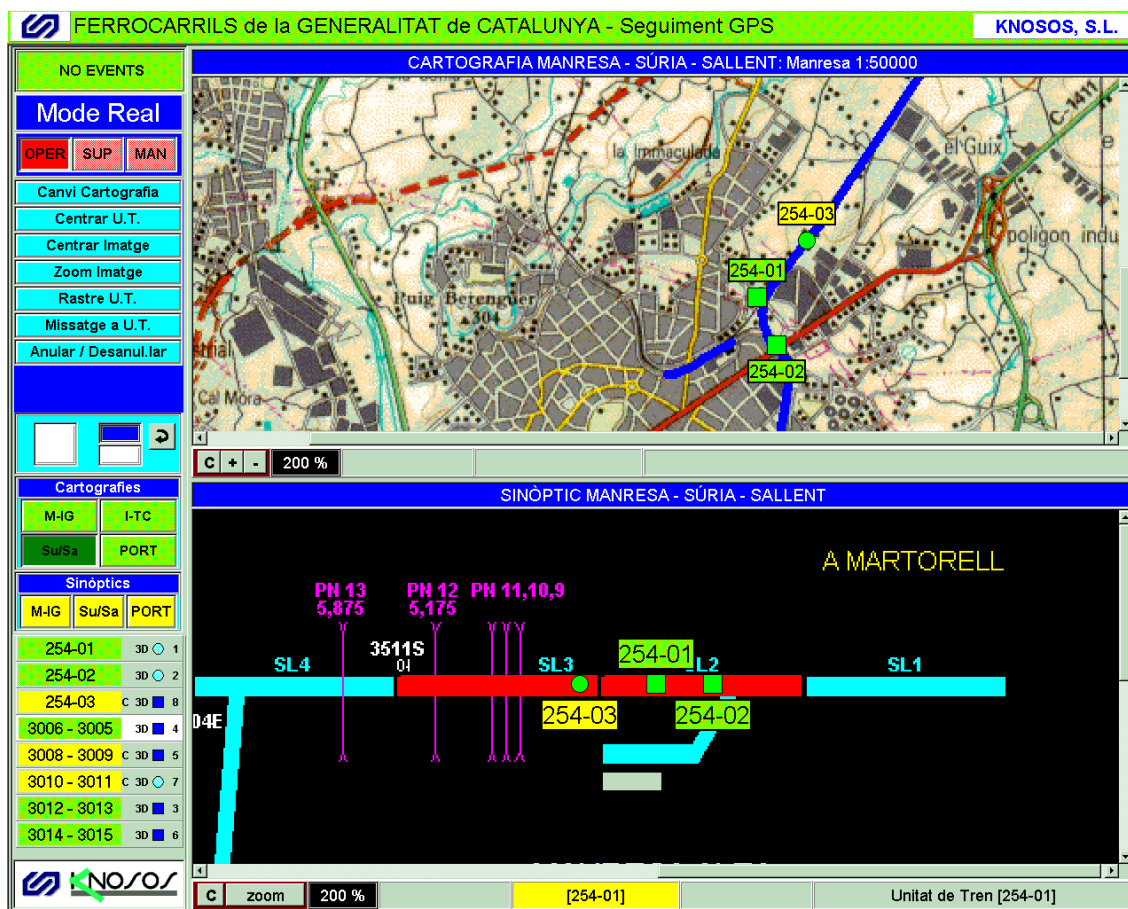 FERROCARRILS de la GENERALITAT de CATALUNYA - Seguiment GPS
KNOSOS, S.L.
NO EVENTS
Mode Real
OPER SUP MAN
Canvi Cartografia
Centrar U.T.
Centrar Imatge
Zoom Imatge
Rastre U.T.
Missatge a U.T.
Anular / Desanul.lar
Cartografies
M-IG I-TC
Su/Sa PORT
Sinòptics
M-IG Su/Sa PORT
254-01 3D 1
254-02 3D 2
254-03 C 3D 8
3006 - 3005 3D 4
3008 - 3009 C 3D 5
3010 - 3011 C 3D 7
3012 - 3013 3D 3
3014 - 3015 3D 6
KNOSOS
CARTOGRAFIA MANRESA - SÚRIA - SALLENT: Manresa 1:50000
la Immaculada
el Guix
C-1411
e
254-03
polígon indu
254-01
Puig Berenguer
304
254-02
strial
Cal Móra
C + - 200 %
SINÒPTIC MANRESA - SÚRIA - SALLENT
A MARTORELL
PN 13 PN 12 PN 11,10,9
5,875 5,175
3511S
04
SL4 SL3 254-01 SL1
254-03 254-02
04E
C zoom 200 % [254-01] Unitat de Tren [254-01]